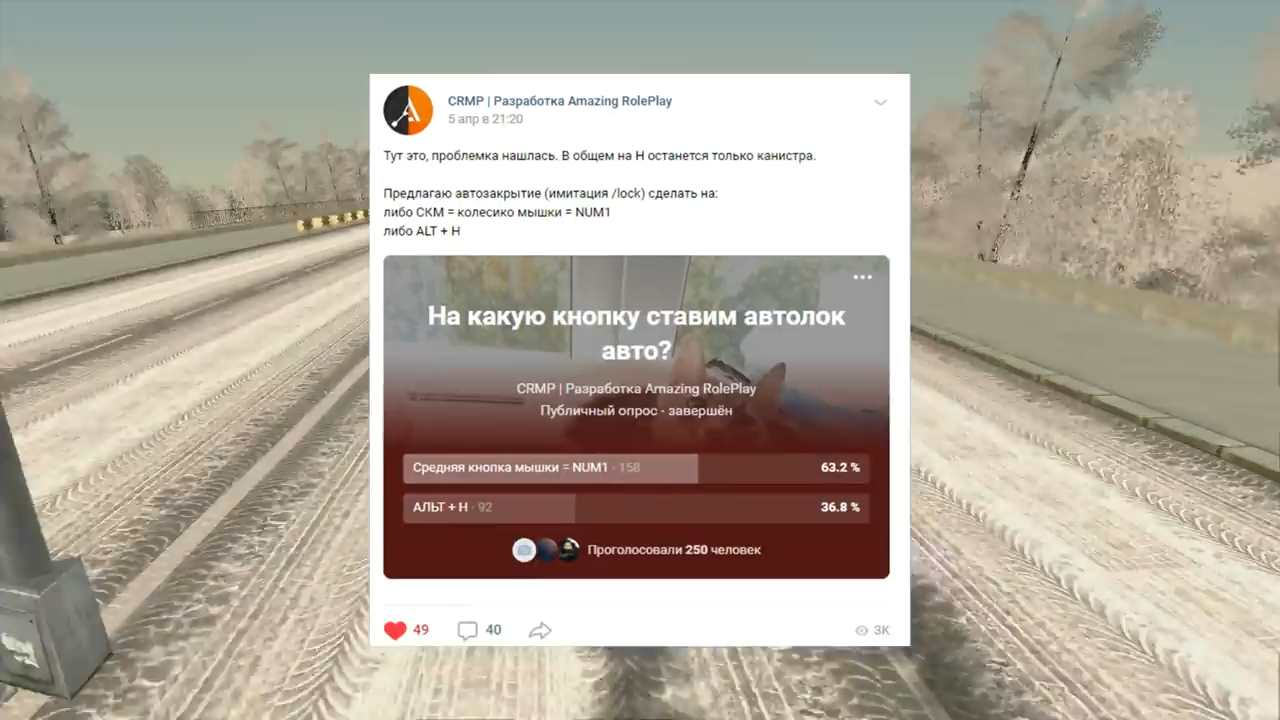 CRMP | Разработка Amazing RolePlay
5 апр в 21:20
Тут это, проблемка нашлась. В общем на H останется только канистра.
Предлагаю автозакрытие (имитация /lock) сделать на:
либо СКМ = колесико мышки = NUM1
либо ALT + H
На какую кнопку ставим автолок
авто?
CRMP | Разработка Amazing RolePlay
Публичный опрос · завершён
Средняя кнопка мышки = NUM1 · 158 63.2 %
АЛЬТ + H · 92 36.8 %
Проголосовали 250 человек
49 40 3K